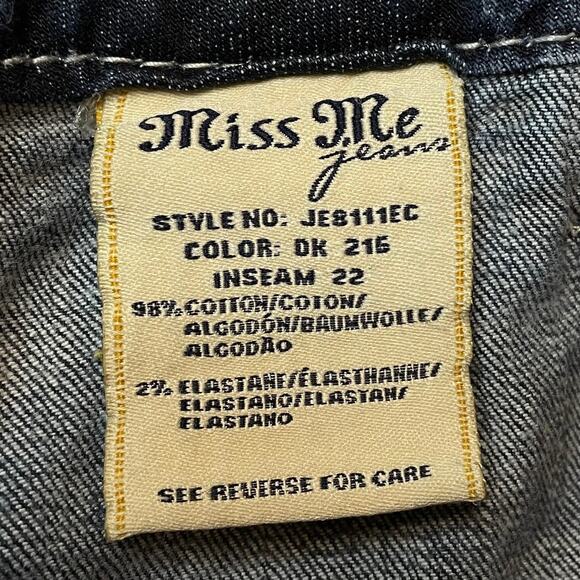 Miss Me
jeans
STYLE NO: JE8111EC
COLOR: DK 216
INSEAM 22
98% COTTON/COTON/
ALGODÓN/BAUMWOLLE/
ALGODÃO
2% ELASTANE/ÉLASTHANNE/
ELASTANO/ELASTAN/
ELASTANO
SEE REVERSE FOR CARE